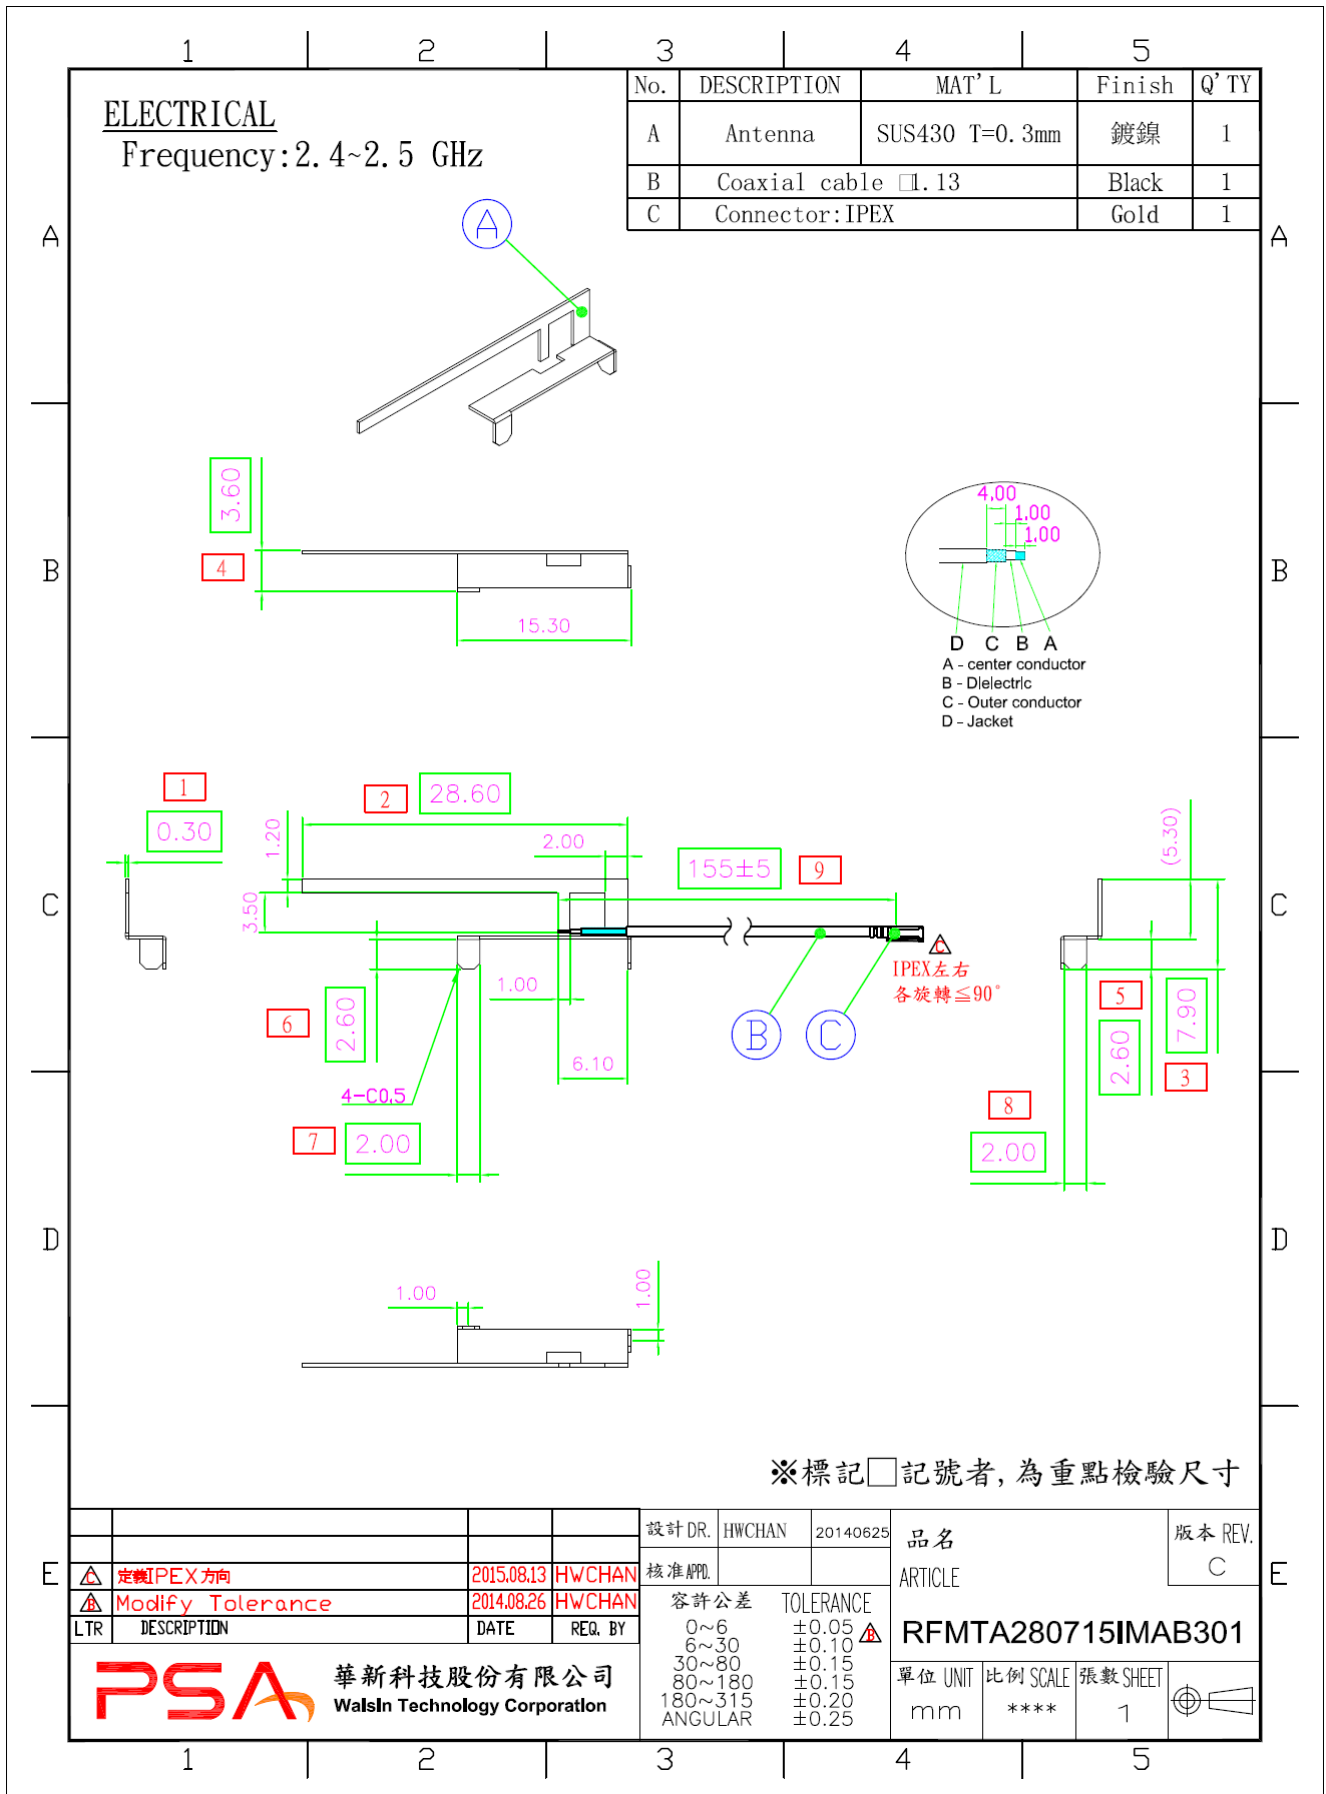 1 2 3 4 5
ELECTRICAL
Frequency:2.4~2.5 GHz
No. DESCRIPTION MAT'L Finish Q'TY
A Antenna SUS430 T=0.3mm 鍍鎳 1
B Coaxial cable □1.13 Black 1
C Connector:IPEX Gold 1
A A
A
3.60
4
15.30
B B
4.00
1.00
1.00
D C B A
A - center conductor
B - Dielectric
C - Outer conductor
D - Jacket
1
0.30
2 28.60
1.20
2.00
3.50
155±5 9
(5.30)
C C
C
IPEX左右
各旋轉≦90°
1.00
6
2.60
B C
5
2.60
7.90
3
6.10
4-C0.5
7 2.00
8
2.00
D D
1.00
1.00
※標記□記號者,為重點檢驗尺寸
E E
C 定義IPEX方向 2015.08.13 HWCHAN
B Modify Tolerance 2014.08.26 HWCHAN
LTR DESCRIPTION DATE REQ. BY
設計DR. HWCHAN 20140625
核准APPD.
品名
ARTICLE
版本 REV.
C
容許公差 TOLERANCE
0~6 ±0.05 B
6~30 ±0.10
30~80 ±0.15
80~180 ±0.15
180~315 ±0.20
ANGULAR ±0.25
RFMTA280715IMAB301
PSA
華新科技股份有限公司
Walsin Technology Corporation
單位 UNIT 比例 SCALE 張數 SHEET
mm **** 1
1 2 3 4 5